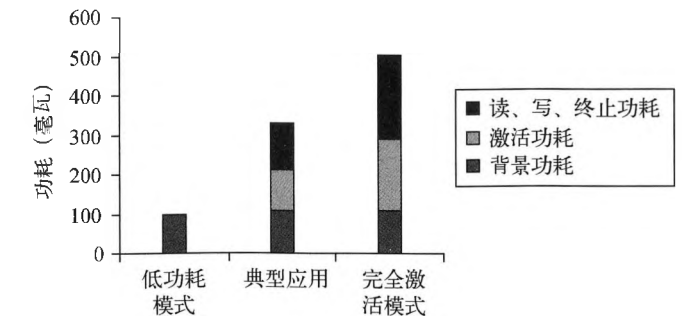 600
500
400
300
200
100
0
功耗（毫瓦）
低功耗
模式
典型应用
完全激
活模式
读、写、终止功耗
激活功耗
背景功耗